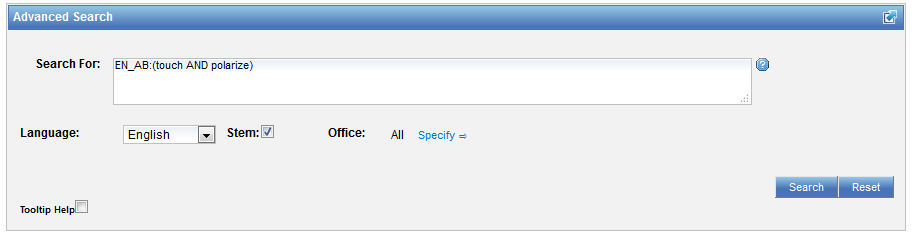 Advanced Search
Search For: EN_AB:(touch AND polarize)
Language: English Stem: Office: All Specify ⇨
Search Reset
Tooltip Help